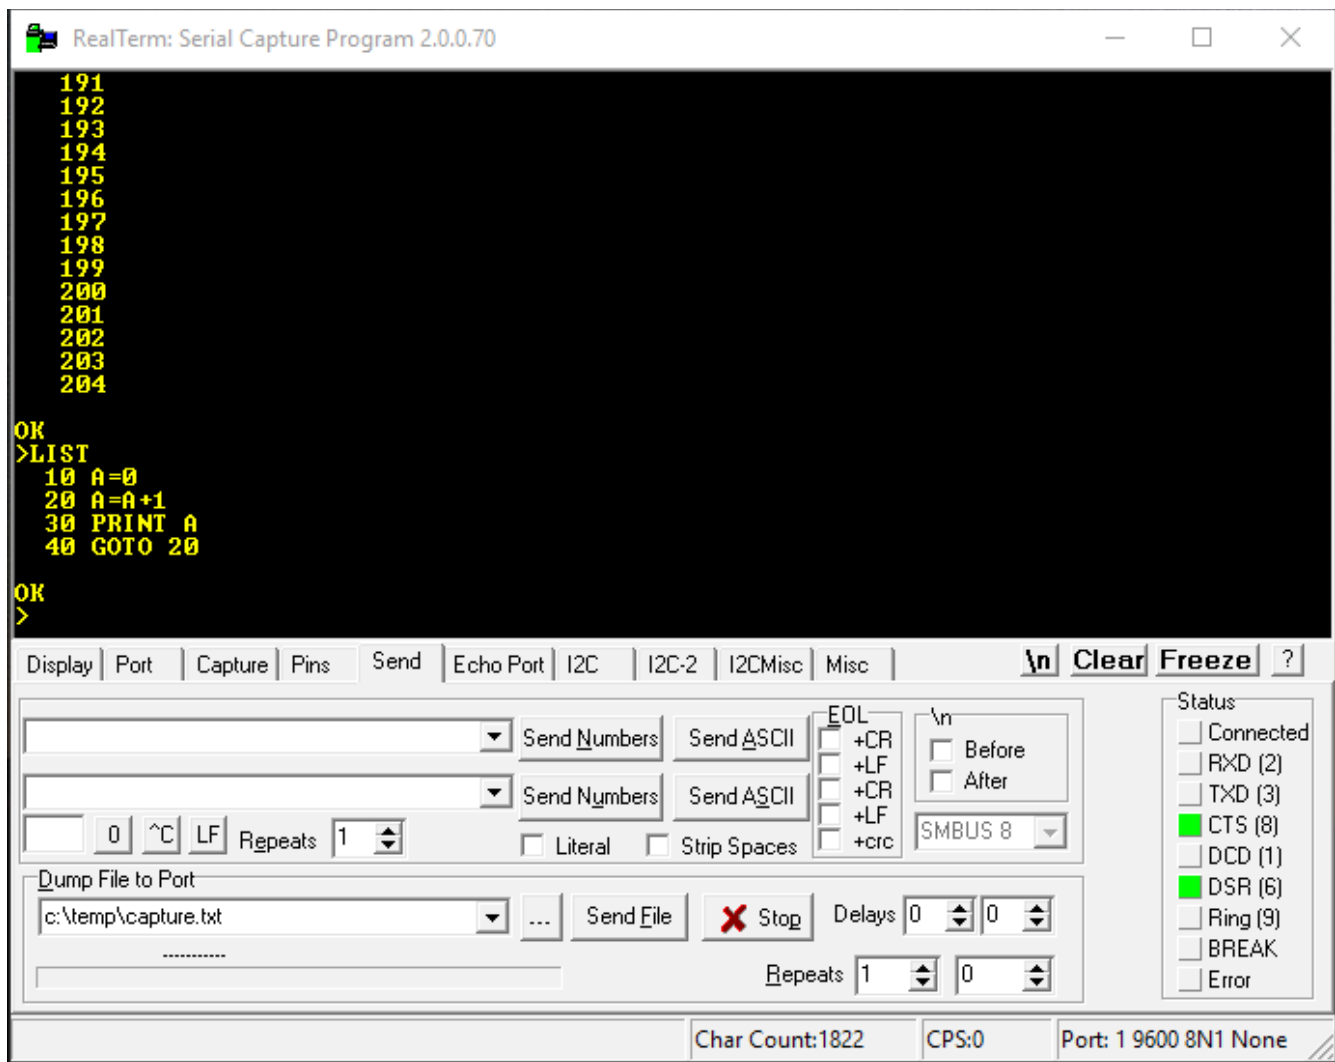 RealTerm: Serial Capture Program 2.0.0.70
191
192
193
194
195
196
197
198
199
200
201
202
203
204
OK
>LIST
10 A=0
20 A=A+1
30 PRINT A
40 GOTO 20
OK
>
Display Port Capture Pins Send Echo Port I2C I2C-2 I2CMisc Misc \n Clear Freeze ?
EOL \n Status
Send Numbers Send ASCII +CR Before Connected
+LF RXD (2)
Send Numbers Send ASCII +CR After TXD (3)
0 ^C LF Repeats 1 +LF SMBUS 8 CTS (8)
Literal Strip Spaces +crc DCD (1)
Dump File to Port DSR (6)
c:\temp\capture.txt ... Send File Stop Delays 0 0 Ring (9)
----------- BREAK
Repeats 1 0 Error
Char Count:1822 CPS:0 Port: 1 9600 8N1 None